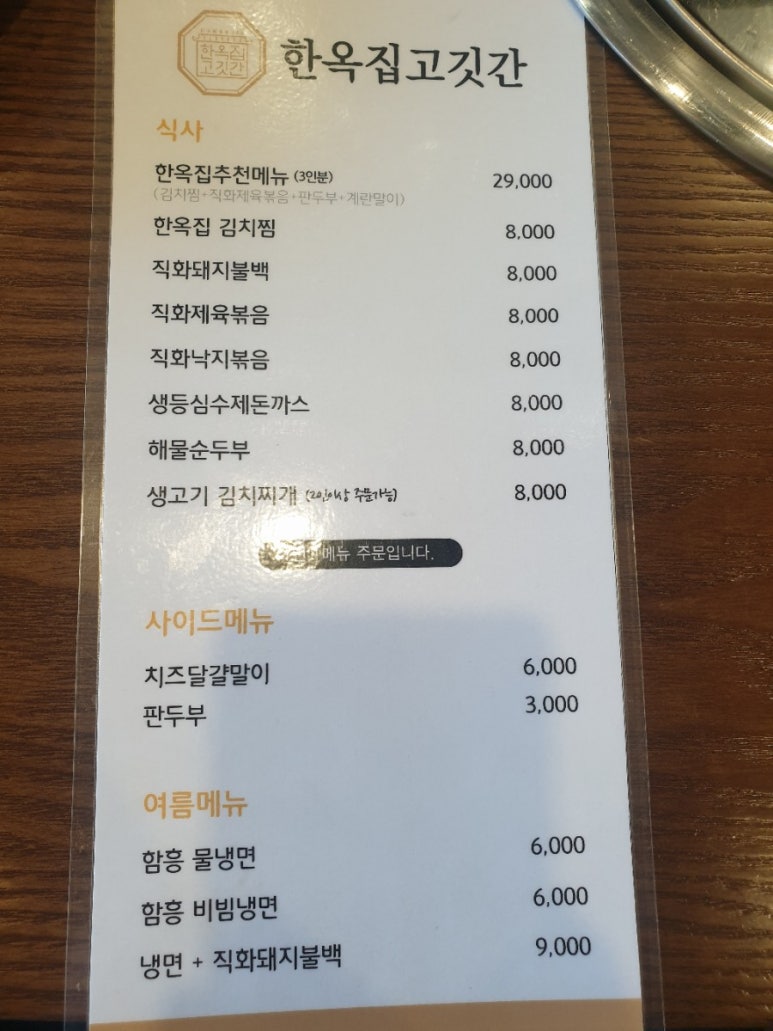 한옥집
고깃간
한옥집고깃간
식사
한옥집추천메뉴 (3인분) 29,000
(김치찜+직화제육볶음+판두부+계란말이)
한옥집 김치찜 8,000
직화돼지불백 8,000
직화제육볶음 8,000
직화낙지볶음 8,000
생등심수제돈까스 8,000
해물순두부 8,000
생고기 김치찌개 (2인이상 주문가능) 8,000
메뉴 주문입니다.
사이드메뉴
치즈달걀말이 6,000
판두부 3,000
여름메뉴
함흥 물냉면 6,000
함흥 비빔냉면 6,000
냉면 + 직화돼지불백 9,000